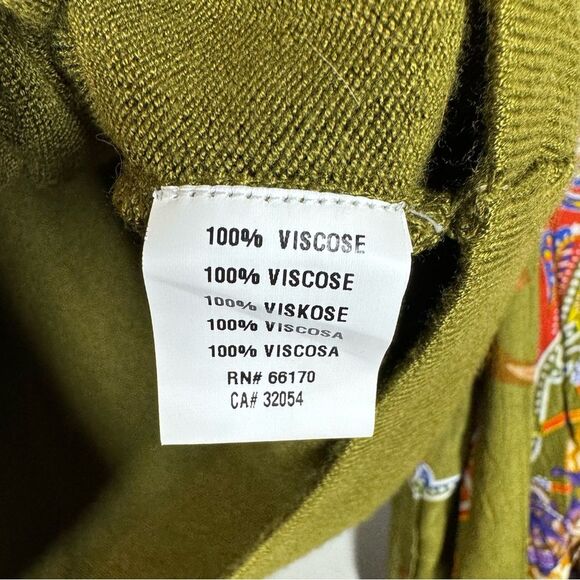 100% VISCOSE
100% VISCOSE
100% VISKOSE
100% VISCOSA
100% VISCOSA
RN# 66170
CA# 32054